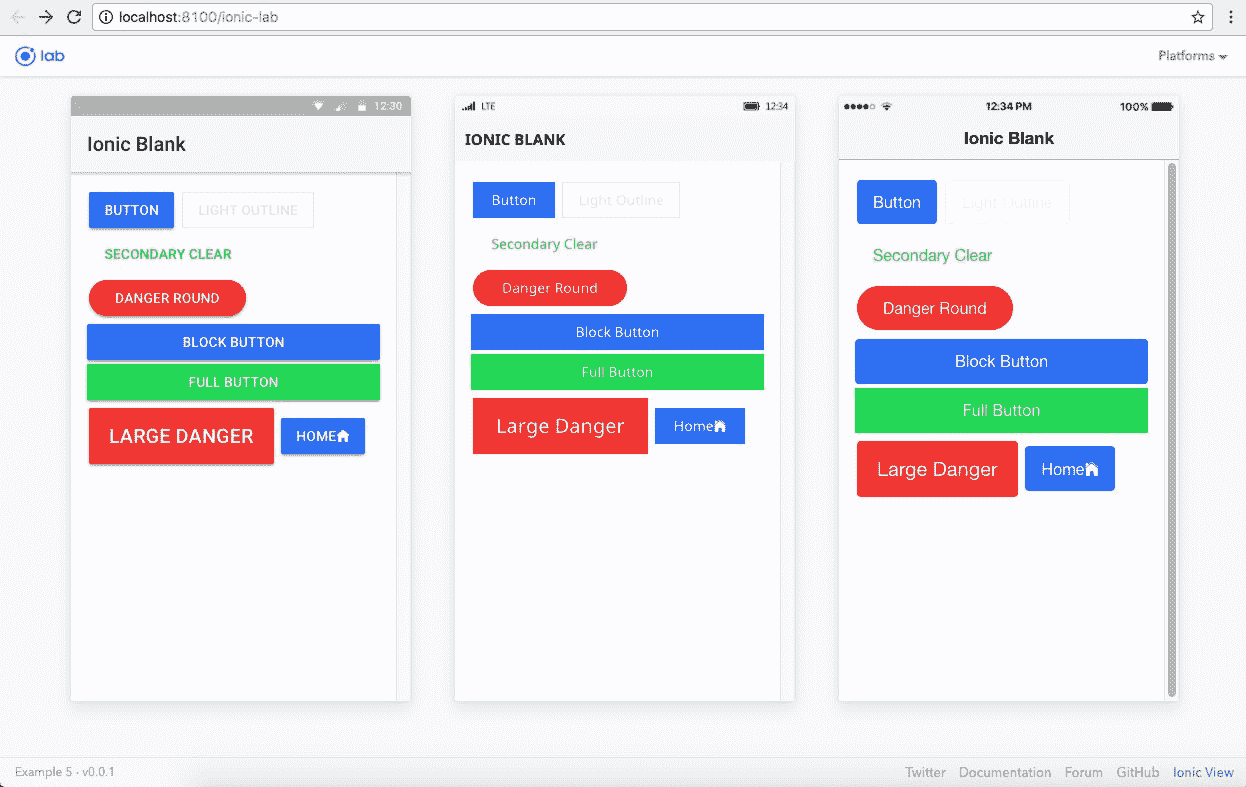 localhost:8100/ionic-lab
lab
Platforms
12:30
Ionic Blank
BUTTON
LIGHT OUTLINE
SECONDARY CLEAR
DANGER ROUND
BLOCK BUTTON
FULL BUTTON
LARGE DANGER
HOME
LTE
12:34
IONIC BLANK
Button
Light Outline
Secondary Clear
Danger Round
Block Button
Full Button
Large Danger
Home
12:34 PM
100%
Ionic Blank
Button
Light Outline
Secondary Clear
Danger Round
Block Button
Full Button
Large Danger
Home
Example 5 - v0.0.1
Twitter Documentation Forum GitHub Ionic View